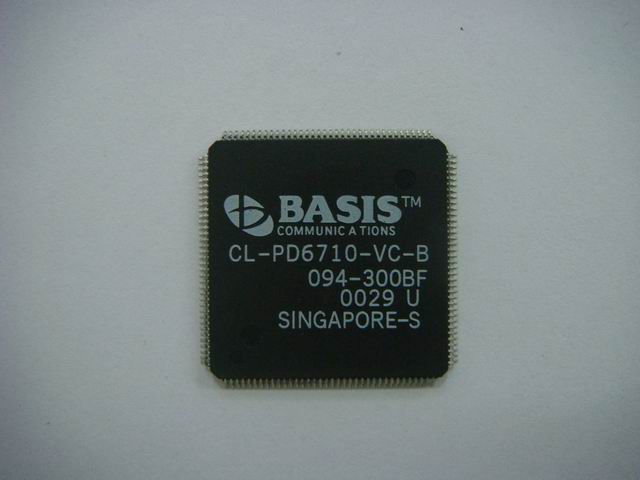 BASIS™
COMMUNICATIONS
CL-PD6710-VC-B
094-300BF
0029 U
SINGAPORE-S